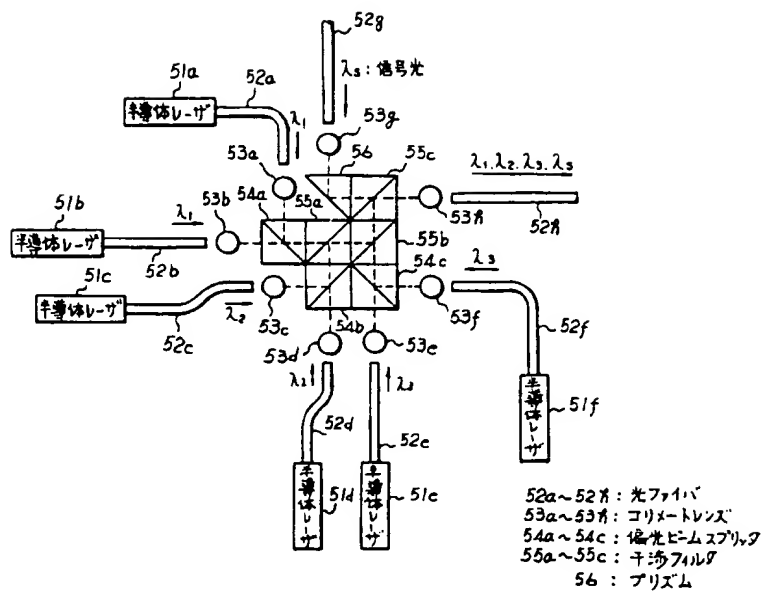 52g
λs:信号光
51a
52a
半導体レーザ
λ1
53g
53a
56
55c
54a
55a
λ1.λ2.λ3.λs
51b
53b
λ1
53h
52h
半導体レーザ
52b
55b
51c
54c
λ3
半導体レーザ
λ2
53c
53f
52c
54b
52f
53d
53e
λ2
λ3
半導体レーザ
51f
52d
52e
半導体レーザ
51d
半導体レーザ
51e
52a~52h:光ファイバ
53a~53h:コリメートレンズ
54a~54c:偏光ビームスプリッタ
55a~55c:干渉フィルタ
56:プリズム